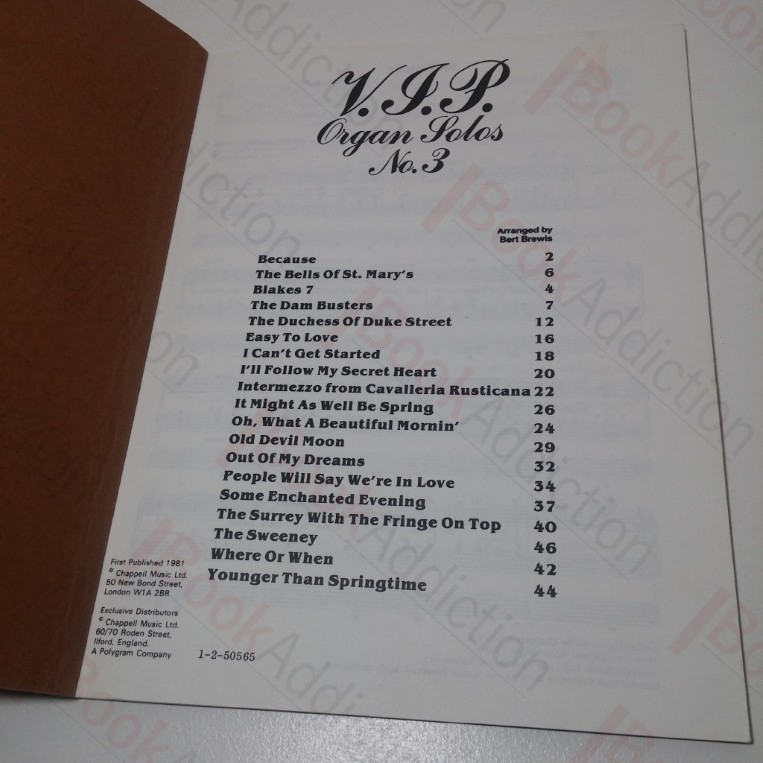 V.I.P.
Organ Solos
No. 3
Arranged by
Bert Brewis
Because 2
The Bells Of St. Mary's 6
Blakes 7 4
The Dam Busters 7
The Duchess Of Duke Street 12
Easy To Love 16
I Can't Get Started 18
I'll Follow My Secret Heart 20
Intermezzo from Cavalleria Rusticana 22
It Might As Well Be Spring 26
Oh, What A Beautiful Mornin' 24
Old Devil Moon 29
Out Of My Dreams 32
People Will Say We're In Love 34
Some Enchanted Evening 37
The Surrey With The Fringe On Top 40
The Sweeney 46
Where Or When 42
Younger Than Springtime 44
First Published 1981
© Chappell Music Ltd.
50 New Bond Street,
London W1A 2BR
Exclusive Distributors
© Chappell Music Ltd.
60/70 Roden Street,
Ilford, England.
A Polygram Company
1-2-50565
BookAddiction